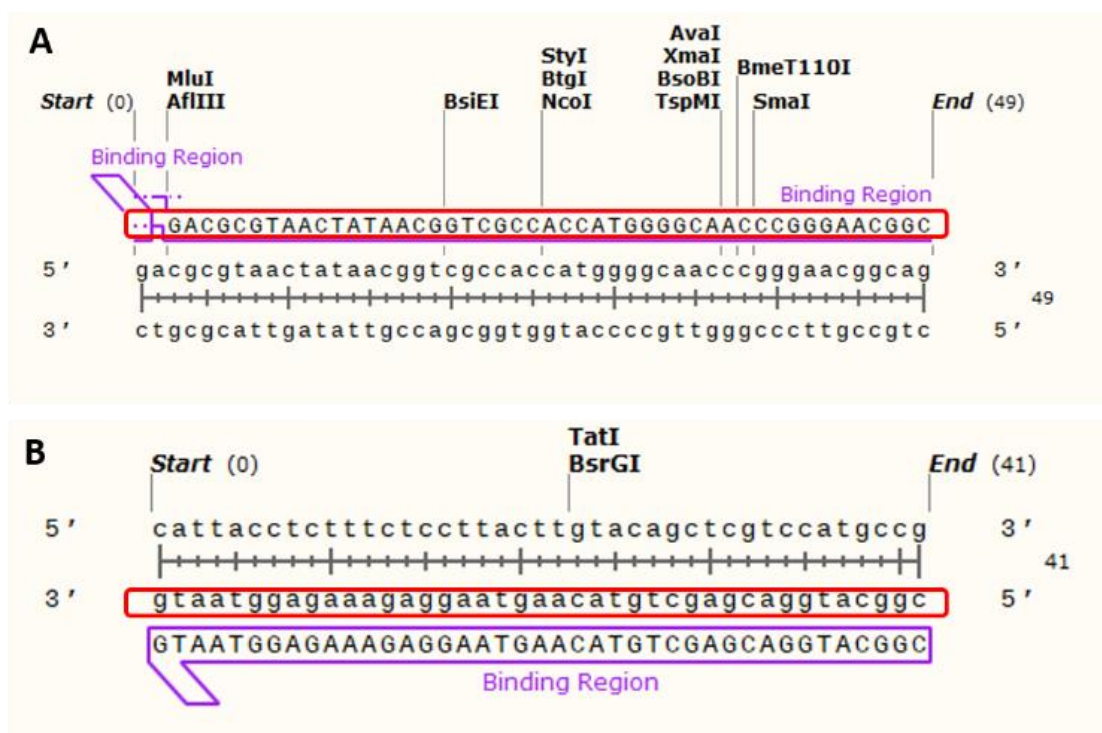 A
AvaI
StyI XmaI BmeT110I
MluI BtgI BsoBI
Start (0) AflIII BsiEI NcoI TspMI SmaI End (49)
Binding Region
Binding Region
GACGCGTAACTATAACGGTCGCCACCATGGGGCAACCCGGGAACGGC
5' gacgcgtaactataacggtcgccaccatggggcaacccgggaacggcag 3'
49
3' ctgcgcattgatattgccagcggtggtaccccgttgggcccttgccgtc 5'
B
TatI
Start (0) BsrGI End (41)
5' cattacctctttctccttacttgtacagctcgtccatgccg 3'
41
3' gtaatggagaaagaggaatgaacatgtcgagcaggtacggc 5'
GTAATGGAGAAAGAGGAATGAACATGTCGAGCAGGTACGGC
Binding Region